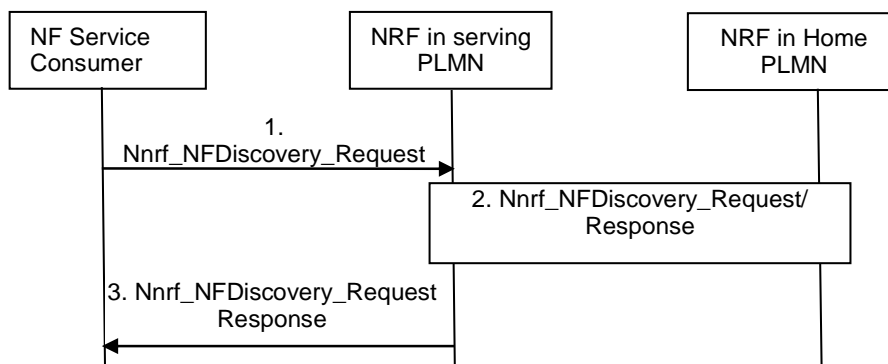 NF Service
Consumer
NRF in serving
PLMN
NRF in Home
PLMN
1.
Nnrf_NFDiscovery_Request
2. Nnrf_NFDiscovery_Request/
Response
3. Nnrf_NFDiscovery_Request
Response